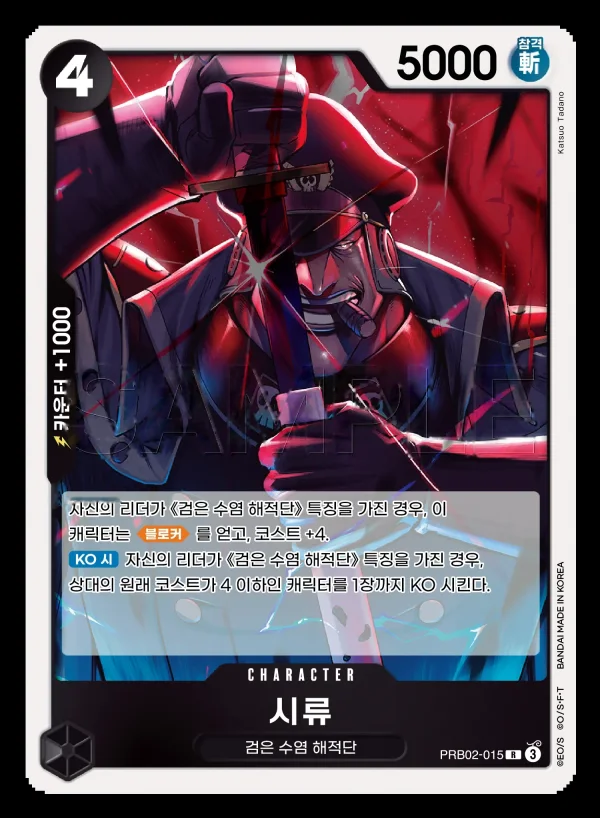 4
5000
참격
斬
Katsuo Tadano
카운터 +1000
SAMPLE
자신의 리더가 《검은 수염 해적단》 특징을 가진 경우, 이
캐릭터는 블로커 를 얻고, 코스트 +4.
KO 시 자신의 리더가 《검은 수염 해적단》 특징을 가진 경우,
상대의 원래 코스트가 4 이하인 캐릭터를 1장까지 KO 시킨다.
CHARACTER
시류
검은 수염 해적단
PRB02-015 R 3
©EO/S ©O/S·F·T BANDAI MADE IN KOREA